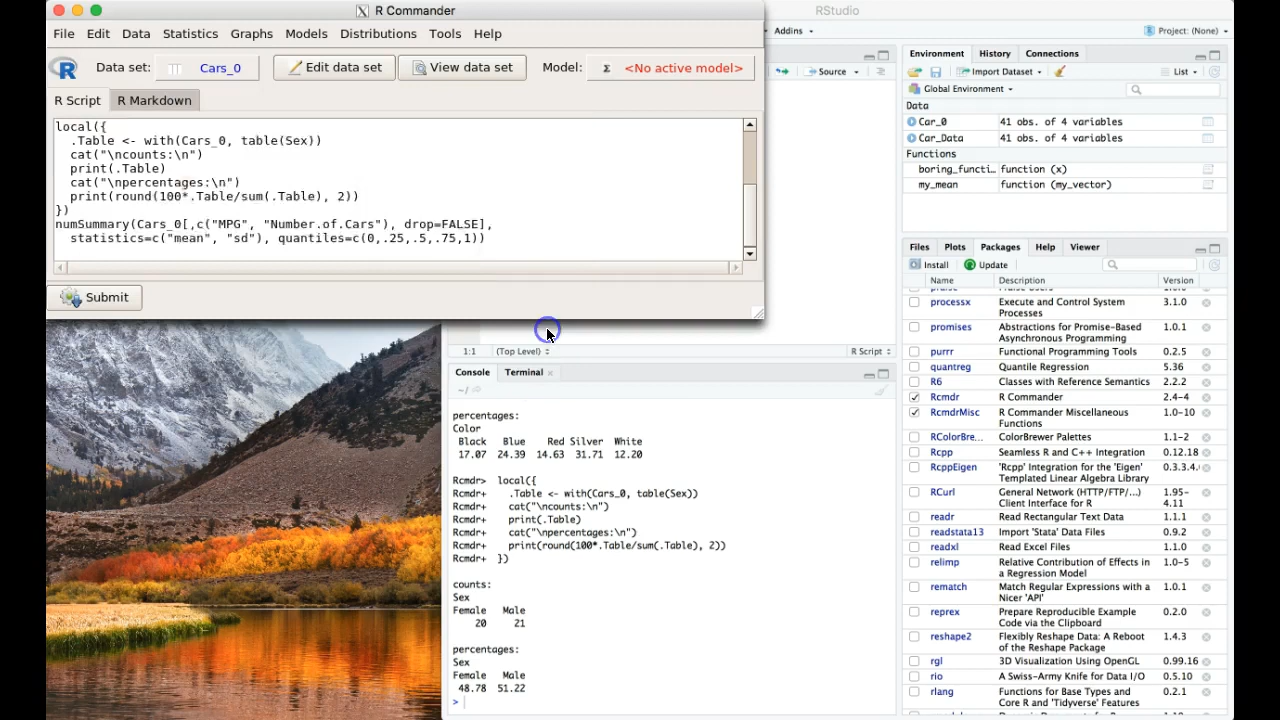 R Commander
File Edit Data Statistics Graphs Models Distributions Tools Help
Data set: Cars_0 Edit data set View data set Model: Σ <No active model>
R Script R Markdown
local({
  .Table <- with(Cars_0, table(Sex))
  cat("\ncounts:\n")
  print(.Table)
  cat("\npercentages:\n")
  print(round(100*.Table/sum(.Table), 2))
})
numSummary(Cars_0[,c("MPG", "Number.of.Cars"), drop=FALSE],
  statistics=c("mean", "sd"), quantiles=c(0,.25,.5,.75,1))
Submit
RStudio
Addins
Project: (None)
Source
1:1 (Top Level) R Script
Console Terminal
~/
percentages:
Color
Black Blue Red Silver White
17.07 24.39 14.63 31.71 12.20
Rcmdr> local({
Rcmdr+ .Table <- with(Cars_0, table(Sex))
Rcmdr+ cat("\ncounts:\n")
Rcmdr+ print(.Table)
Rcmdr+ cat("\npercentages:\n")
Rcmdr+ print(round(100*.Table/sum(.Table), 2))
Rcmdr+ })
counts:
Sex
Female Male
20 21
percentages:
Sex
Female Male
48.78 51.22
>
Environment History Connections
Import Dataset List
Global Environment
Data
Car_0 41 obs. of 4 variables
Car_Data 41 obs. of 4 variables
Functions
boring_functi… function (x)
my_mean function (my_vector)
Files Plots Packages Help Viewer
Install Update
Name Description Version
processx Execute and Control System Processes 3.1.0
promises Abstractions for Promise-Based Asynchronous Programming 1.0.1
purrr Functional Programming Tools 0.2.5
quantreg Quantile Regression 5.36
R6 Classes with Reference Semantics 2.2.2
Rcmdr R Commander 2.4-4
RcmdrMisc R Commander Miscellaneous Functions 1.0-10
RColorBre… ColorBrewer Palettes 1.1-2
Rcpp Seamless R and C++ Integration 0.12.18
RcppEigen 'Rcpp' Integration for the 'Eigen' Templated Linear Algebra Library 0.3.3.4.
RCurl General Network (HTTP/FTP/...) Client Interface for R 1.95-4.11
readr Read Rectangular Text Data 1.1.1
readstata13 Import 'Stata' Data Files 0.9.2
readxl Read Excel Files 1.1.0
relimp Relative Contribution of Effects in a Regression Model 1.0-5
rematch Match Regular Expressions with a Nicer 'API' 1.0.1
reprex Prepare Reproducible Example Code via the Clipboard 0.2.0
reshape2 Flexibly Reshape Data: A Reboot of the Reshape Package 1.4.3
rgl 3D Visualization Using OpenGL 0.99.16
rio A Swiss-Army Knife for Data I/O 0.5.10
rlang Functions for Base Types and Core R and 'Tidyverse' Features 0.2.1